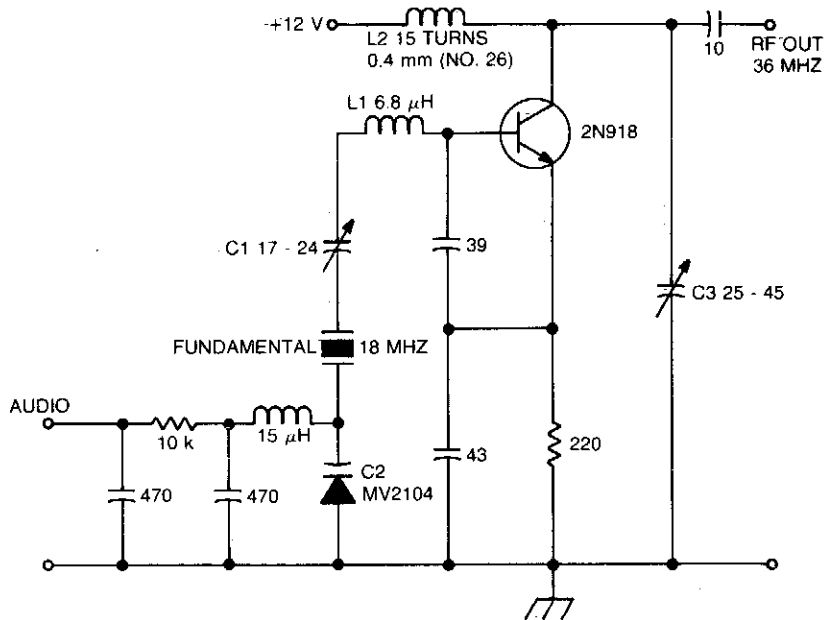 -+12 V
L2 15 TURNS
0.4 mm (NO. 26)
10
RF OUT
36 MHZ
L1 6.8 μH
2N918
C1 17 - 24
39
C3 25 - 45
FUNDAMENTAL
18 MHZ
AUDIO
10 k
15 μH
C2
MV2104
43
220
470
470